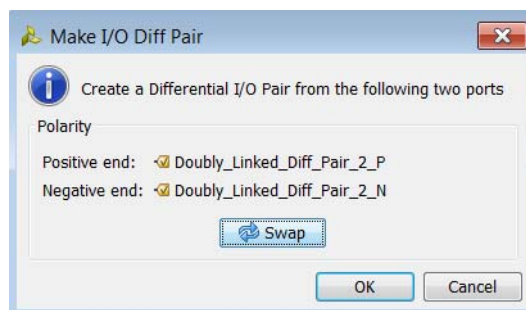 Make I/O Diff Pair
Create a Differential I/O Pair from the following two ports
Polarity
Positive end: Doubly_Linked_Diff_Pair_2_P
Negative end: Doubly_Linked_Diff_Pair_2_N
Swap
OK Cancel